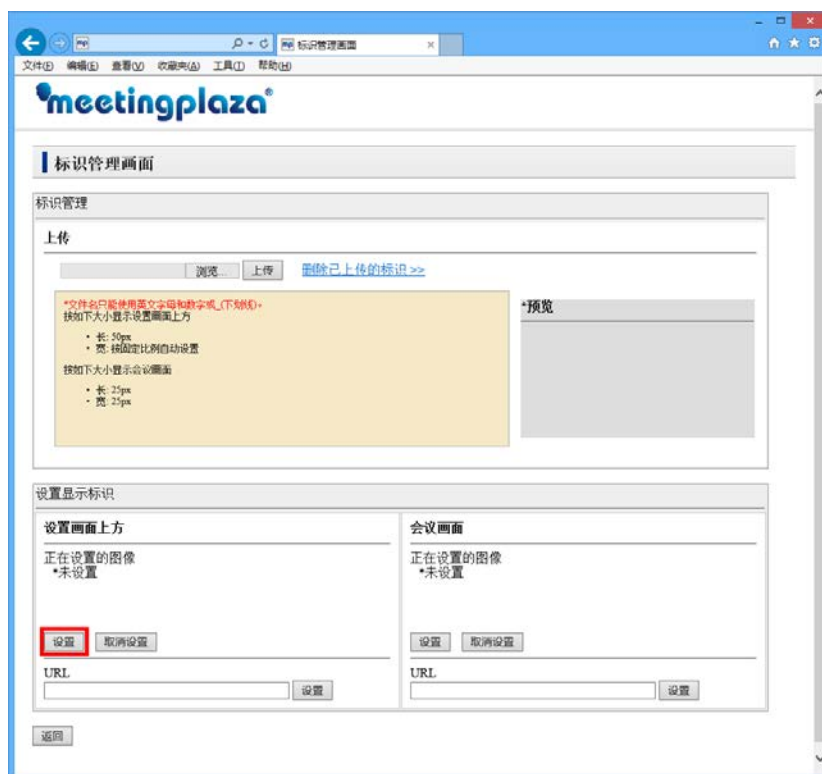 标识管理画面
文件(F) 编辑(E) 查看(V) 收藏夹(A) 工具(T) 帮助(H)
meetingplaza®
标识管理画面
标识管理
上传
浏览... 上传 删除已上传的标识 >>
*文件名只能使用英文字母和数字或_(下划线)。
按如下大小显示设置画面上方
• 长: 50px
• 宽: 按固定比例自动设置
按如下大小显示会议画面
• 长: 25px
• 宽: 25px
*预览
设置显示标识
设置画面上方
正在设置的图像
*未设置
设置 取消设置
URL
设置
会议画面
正在设置的图像
*未设置
设置 取消设置
URL
设置
返回